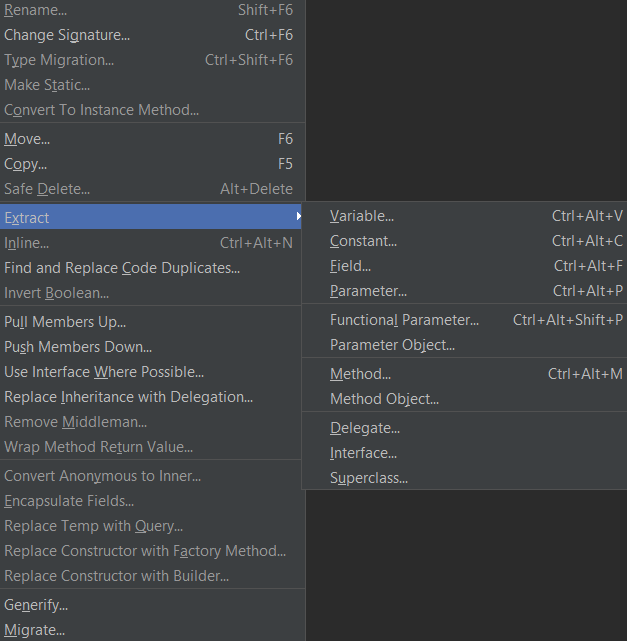 Rename... Shift+F6
Change Signature... Ctrl+F6
Type Migration... Ctrl+Shift+F6
Make Static...
Convert To Instance Method...
Move... F6
Copy... F5
Safe Delete... Alt+Delete
Extract
Inline... Ctrl+Alt+N
Find and Replace Code Duplicates...
Invert Boolean...
Pull Members Up...
Push Members Down...
Use Interface Where Possible...
Replace Inheritance with Delegation...
Remove Middleman...
Wrap Method Return Value...
Convert Anonymous to Inner...
Encapsulate Fields...
Replace Temp with Query...
Replace Constructor with Factory Method...
Replace Constructor with Builder...
Generify...
Migrate...
Variable... Ctrl+Alt+V
Constant... Ctrl+Alt+C
Field... Ctrl+Alt+F
Parameter... Ctrl+Alt+P
Functional Parameter... Ctrl+Alt+Shift+P
Parameter Object...
Method... Ctrl+Alt+M
Method Object...
Delegate...
Interface...
Superclass...